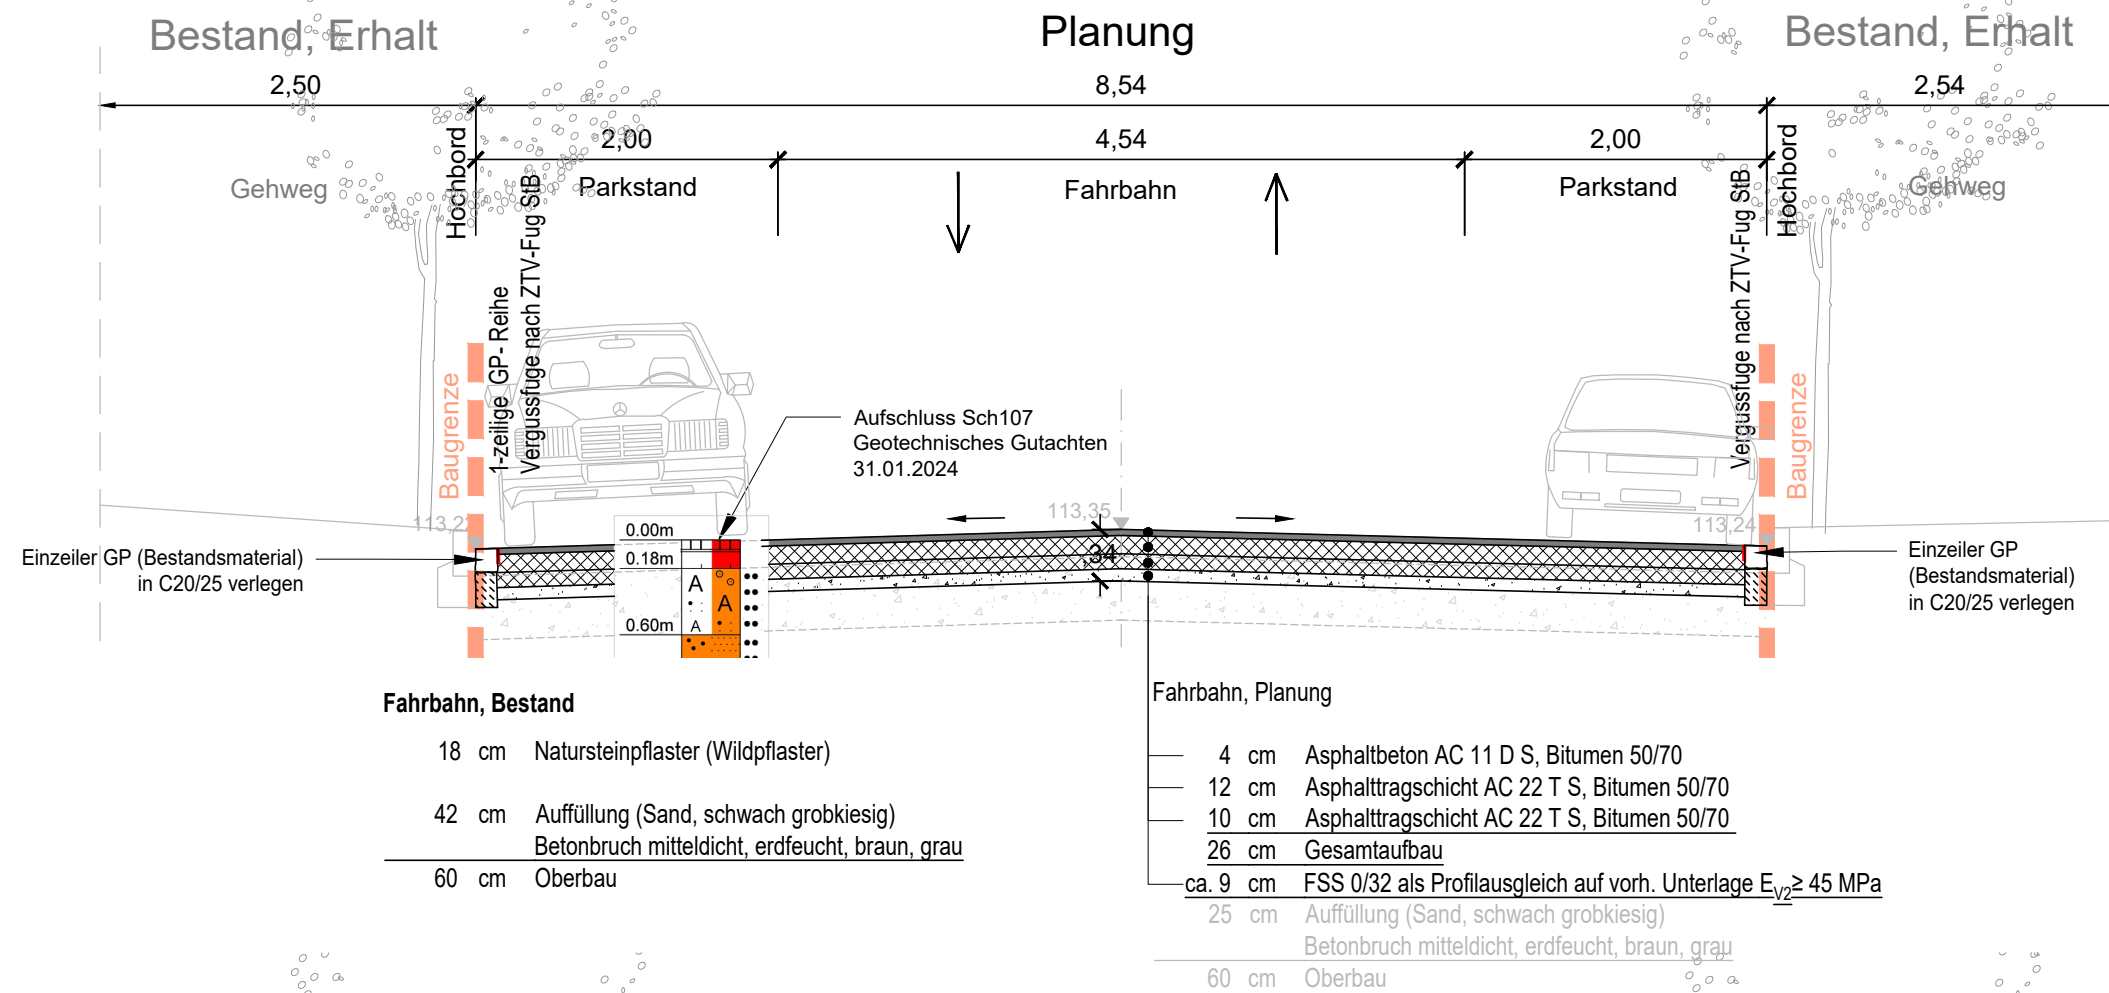 Bestand, Erhalt
Planung
Bestand, Erhalt
2,50
8,54
2,54
2,00
4,54
2,00
Gehweg
Hochbord
Parkstand
Fahrbahn
Parkstand
Hochbord
Gehweg
1-zeilige GP-Reihe
Vergussfuge nach ZTV-Fug StB
Vergussfuge nach ZTV-Fug StB
Baugrenze
Baugrenze
Aufschluss Sch107
Geotechnisches Gutachten
31.01.2024
113,35
113,24
0.00m
0.18m
0.60m
A
A
A
34
Einzeiler GP (Bestandsmaterial)
in C20/25 verlegen
Einzeiler GP
(Bestandsmaterial)
in C20/25 verlegen
Fahrbahn, Bestand
18 cm Natursteinpflaster (Wildpflaster)
42 cm Auffüllung (Sand, schwach grobkiesig)
Betonbruch mitteldicht, erdfeucht, braun, grau
60 cm Oberbau
Fahrbahn, Planung
4 cm Asphaltbeton AC 11 D S, Bitumen 50/70
12 cm Asphalttragschicht AC 22 T S, Bitumen 50/70
10 cm Asphalttragschicht AC 22 T S, Bitumen 50/70
26 cm Gesamtaufbau
ca. 9 cm FSS 0/32 als Profilausgleich auf vorh. Unterlage EV2≥ 45 MPa
25 cm Auffüllung (Sand, schwach grobkiesig)
Betonbruch mitteldicht, erdfeucht, braun, grau
60 cm Oberbau